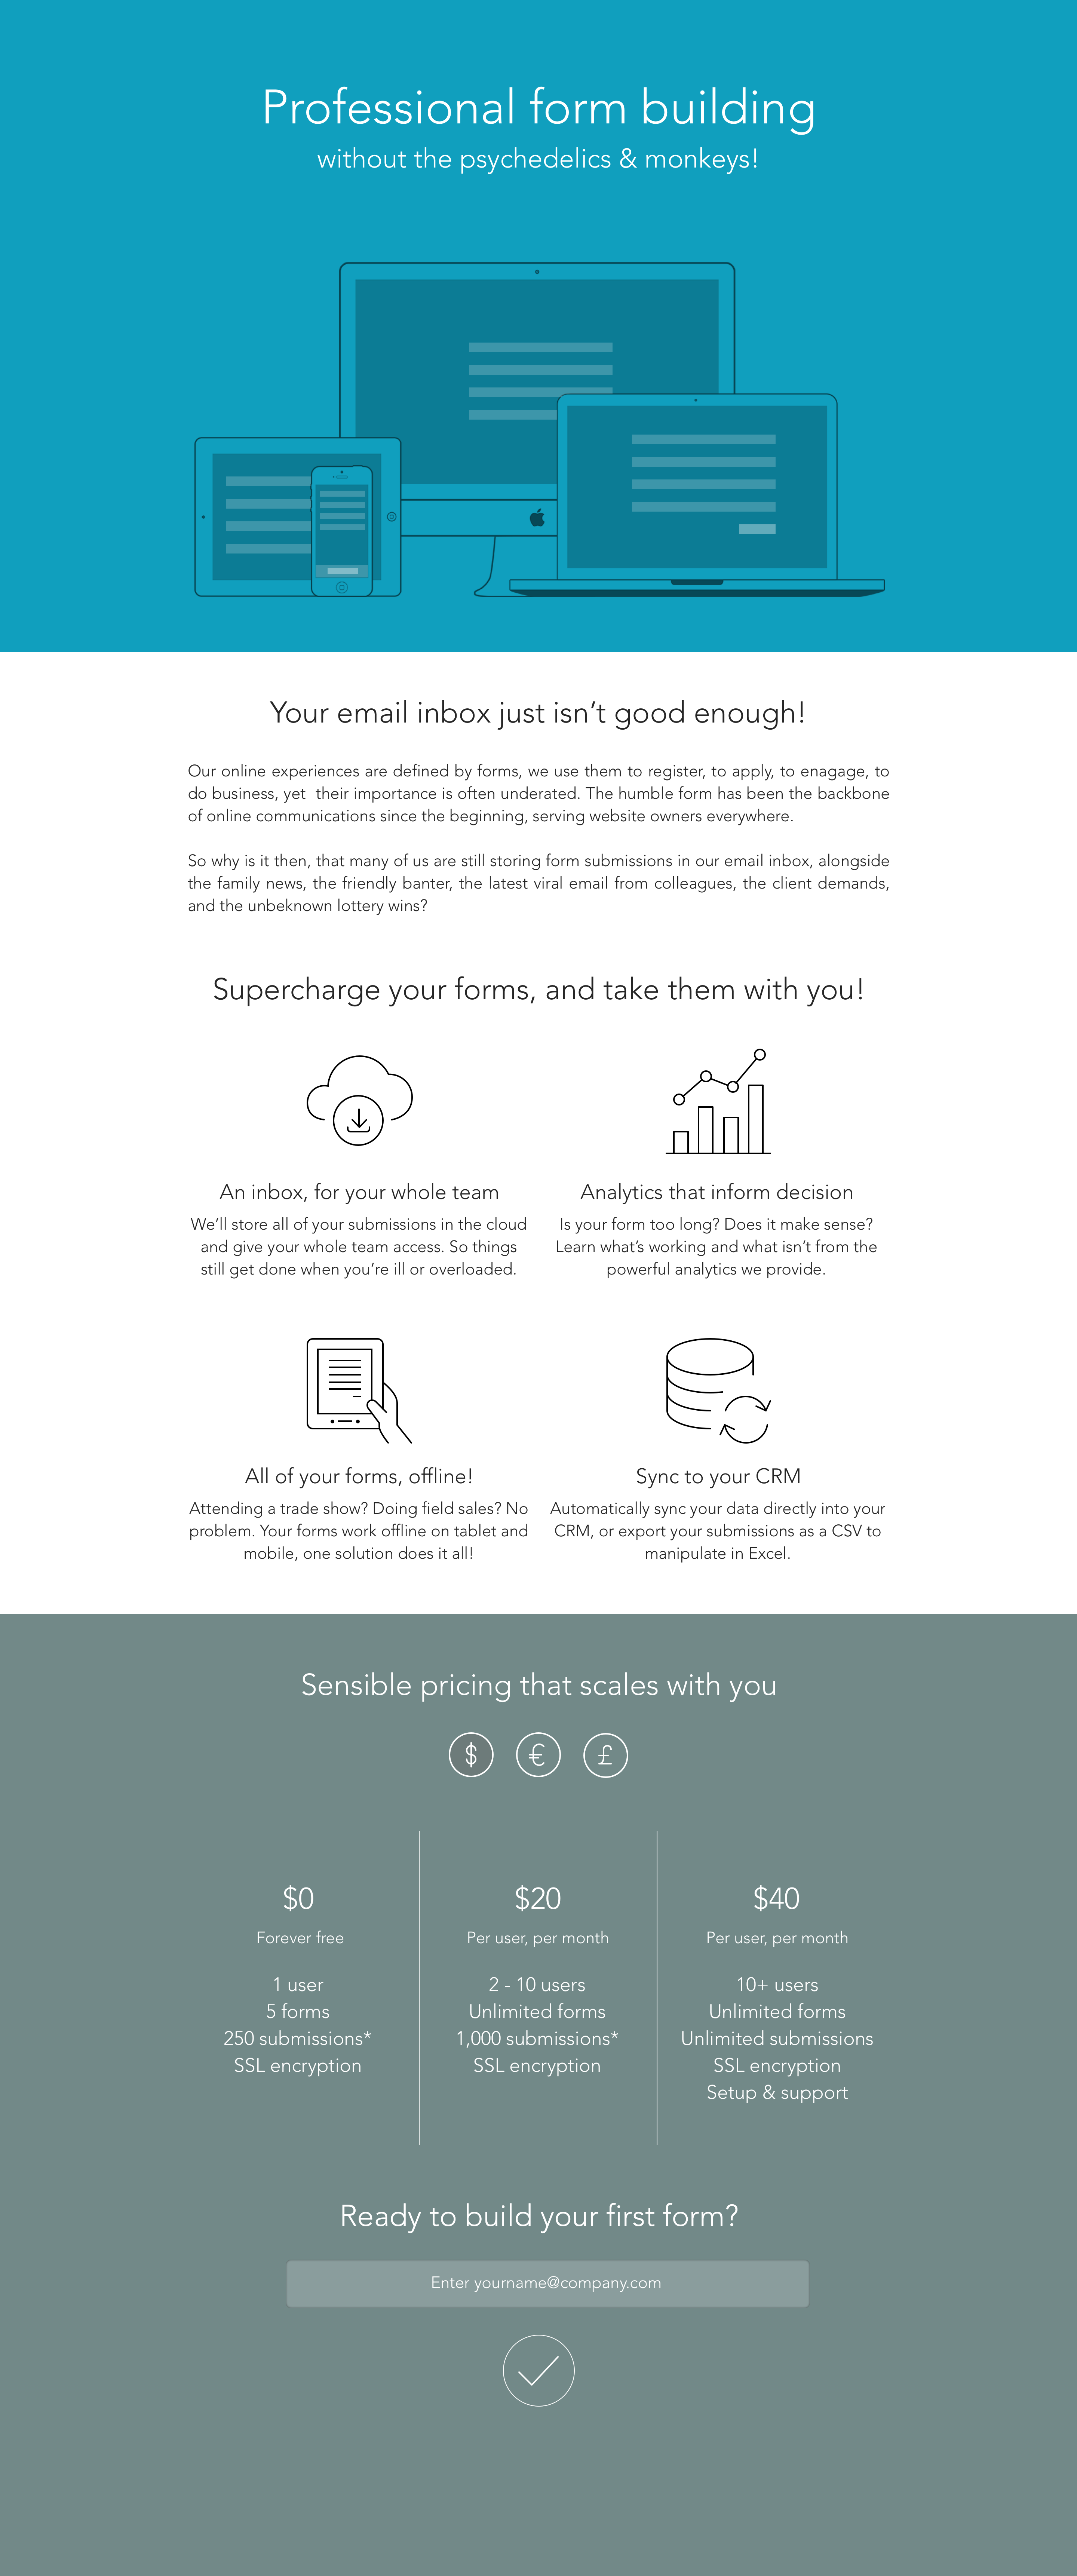 Professional form building
without the psychedelics & monkeys!
Your email inbox just isn’t good enough!
Our online experiences are defined by forms, we use them to register, to apply, to enagage, to
do business, yet  their importance is often underated. The humble form has been the backbone
of online communications since the beginning, serving website owners everywhere.
So why is it then, that many of us are still storing form submissions in our email inbox, alongside
the family news, the friendly banter, the latest viral email from colleagues, the client demands,
and the unbeknown lottery wins?
Supercharge your forms, and take them with you!
An inbox, for your whole team
We’ll store all of your submissions in the cloud
and give your whole team access. So things
still get done when you’re ill or overloaded.
Analytics that inform decision
Is your form too long? Does it make sense?
Learn what’s working and what isn’t from the
powerful analytics we provide.
All of your forms, offline!
Attending a trade show? Doing field sales? No
problem. Your forms work offline on tablet and
mobile, one solution does it all!
Sync to your CRM
Automatically sync your data directly into your
CRM, or export your submissions as a CSV to
manipulate in Excel.
Sensible pricing that scales with you
$ € £
$0
Forever free
1 user
5 forms
250 submissions*
SSL encryption
$20
Per user, per month
2 - 10 users
Unlimited forms
1,000 submissions*
SSL encryption
$40
Per user, per month
10+ users
Unlimited forms
Unlimited submissions
SSL encryption
Setup & support
Ready to build your first form?
Enter yourname@company.com